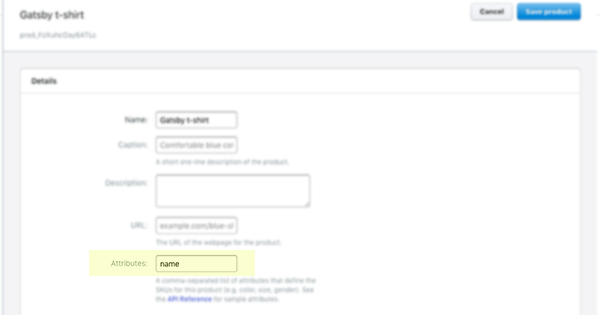 Gatsby t-shirt
Cancel
Save product
Details
Name: Gatsby t-shirt
Caption: Comfortable blue cor
A short one-line description of the product.
Description:
URL: example.com/blue-sl
The URL of the webpage for the product.
Attributes: name
A comma-separated list of attributes that define the
SKUs for this product (e.g. color, size, gender). See
the API Reference for sample attributes.